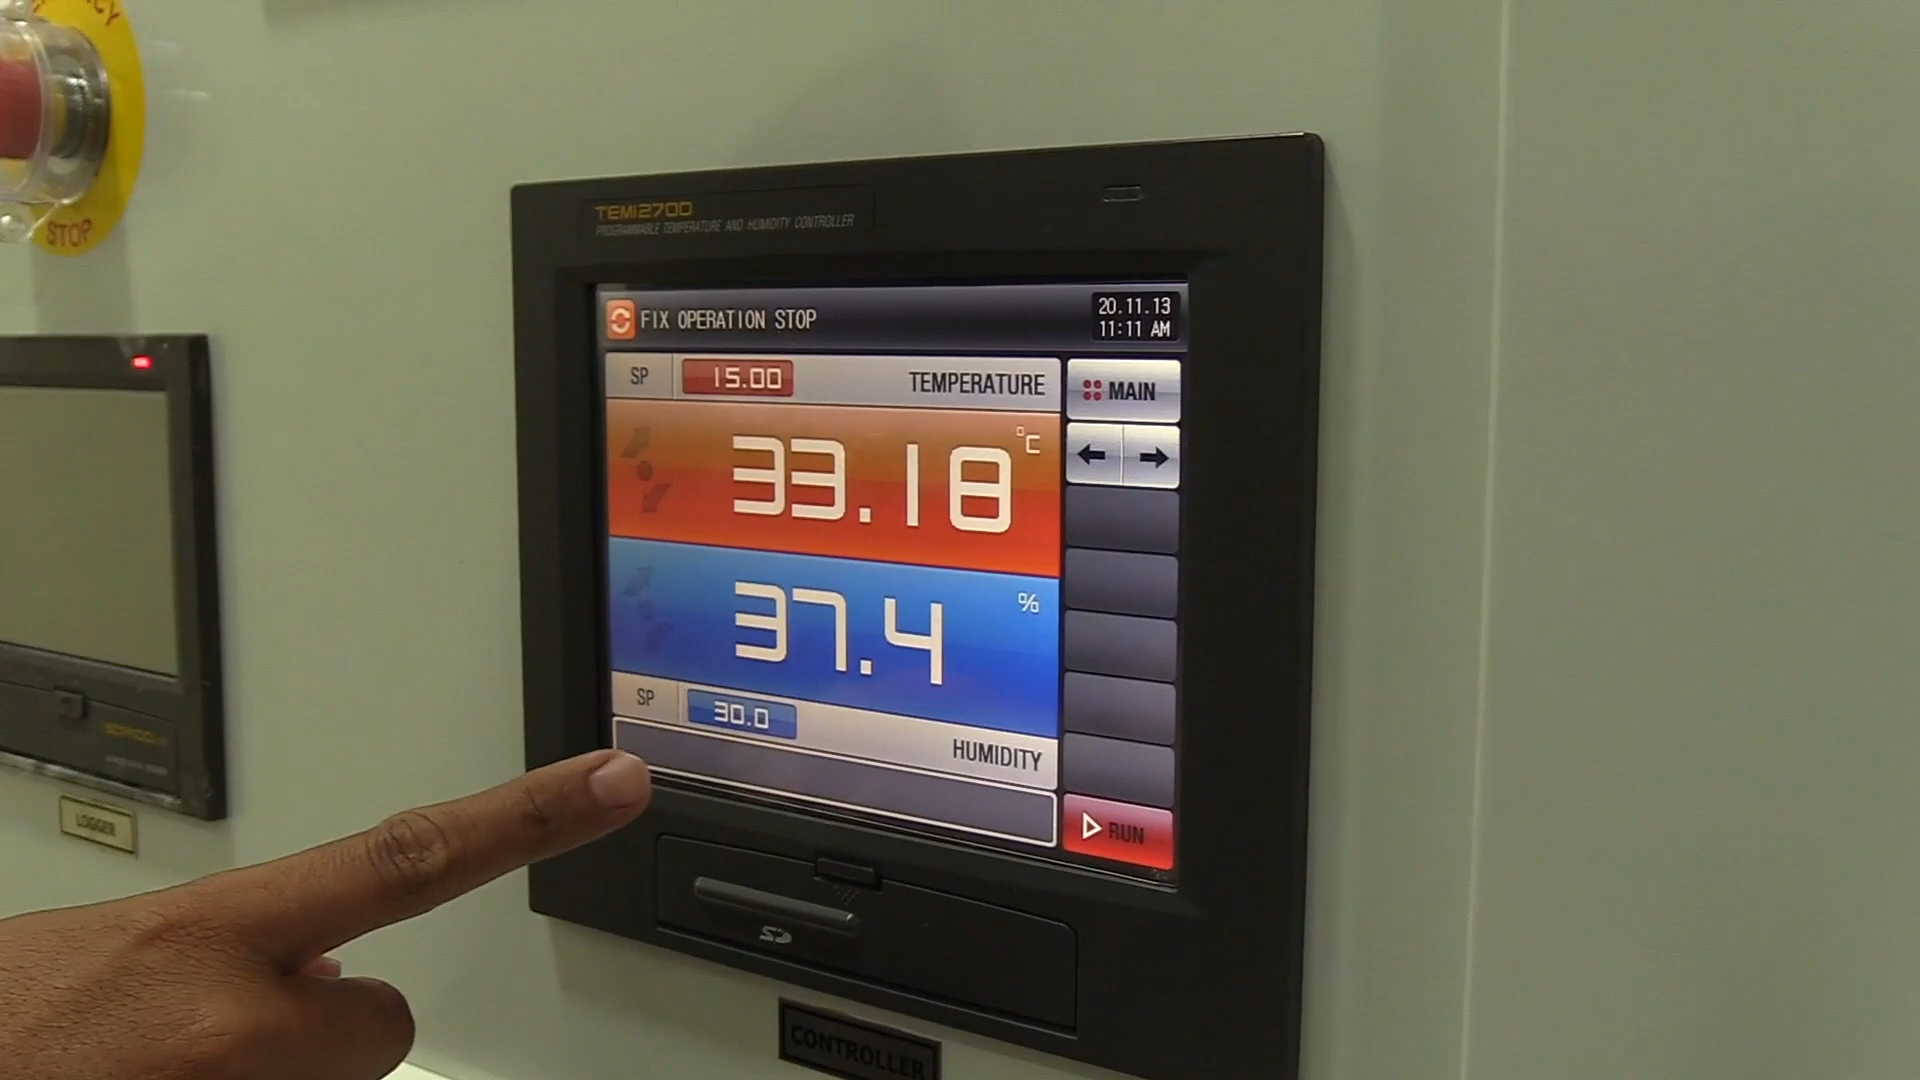 STOP
TEMI2700
PROGRAMMABLE TEMPERATURE AND HUMIDITY CONTROLLER
FIX OPERATION STOP
20.11.13
11:11 AM
SP
15.00
TEMPERATURE
MAIN
33.18
°C
37.4
%
SP
30.0
HUMIDITY
RUN
LOGGER
SD
CONTROLLER